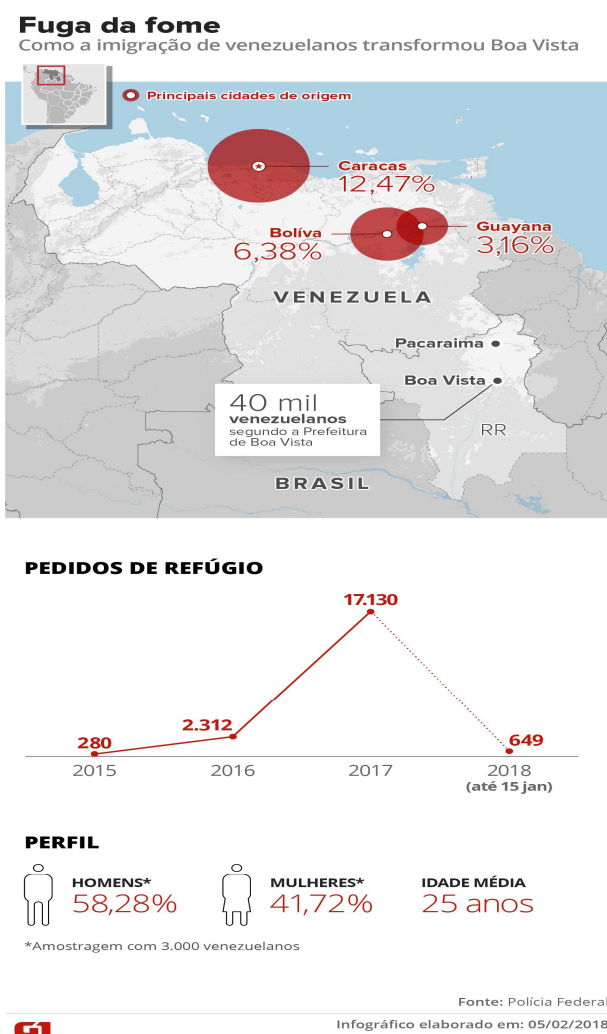 Fuga da fome
Como a imigração de venezuelanos transformou Boa Vista
Principais cidades de origem
Caracas
12,47%
Bolíva
6,38%
Guayana
3,16%
VENEZUELA
Pacaraima
Boa Vista
40 mil
venezuelanos
segundo a Prefeitura
de Boa Vista
RR
BRASIL
PEDIDOS DE REFÚGIO
17.130
2.312
280
649
2015
2016
2017
2018
(até 15 jan)
PERFIL
HOMENS*
58,28%
MULHERES*
41,72%
IDADE MÉDIA
25 anos
*Amostragem com 3.000 venezuelanos
Fonte: Polícia Federal
Infográfico elaborado em: 05/02/2018